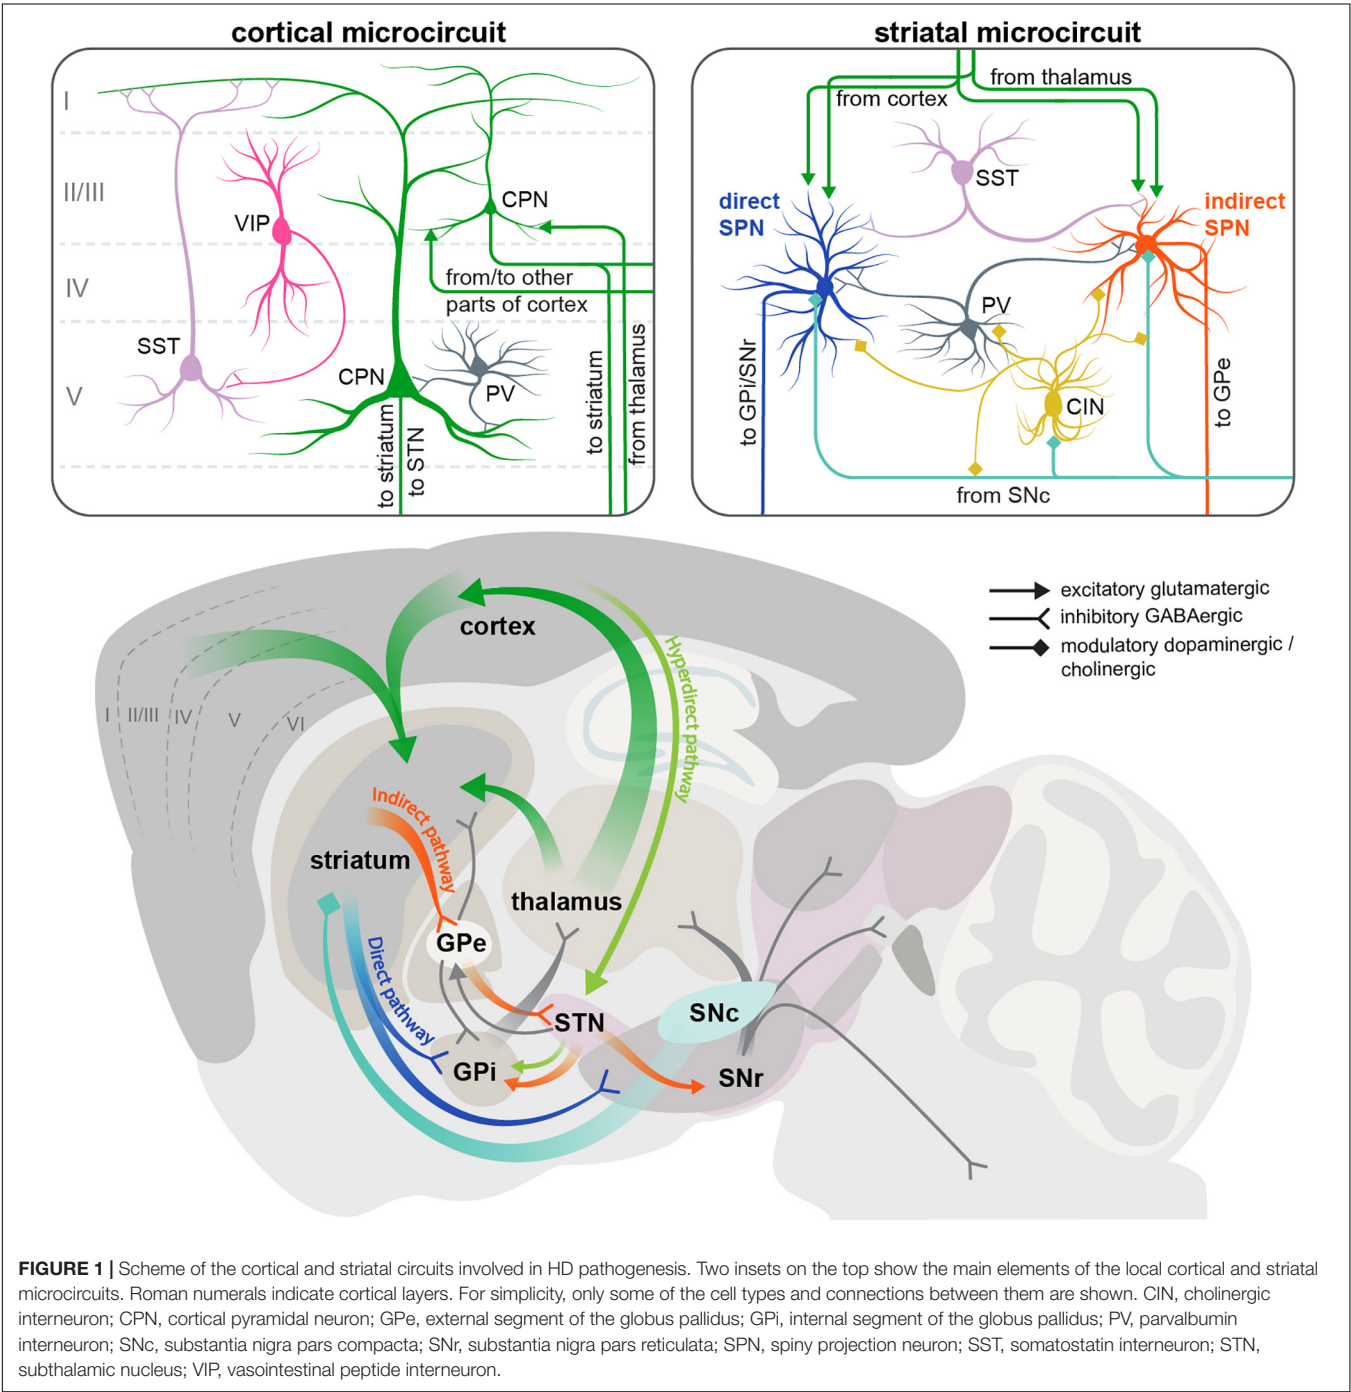 cortical microcircuit
I
II/III
IV
V
VIP
SST
CPN
CPN
PV
from/to other
parts of cortex
to striatum
to STN
to striatum
from thalamus
striatal microcircuit
from thalamus
from cortex
SST
direct
SPN
indirect
SPN
PV
CIN
to GPi/SNr
to GPe
from SNc
excitatory glutamatergic
inhibitory GABAergic
modulatory dopaminergic /
cholinergic
cortex
Hyperdirect pathway
I
II/III
IV
V
VI
Indirect pathway
striatum
thalamus
GPe
Direct pathway
STN
SNc
GPi
SNr
FIGURE 1 | Scheme of the cortical and striatal circuits involved in HD pathogenesis. Two insets on the top show the main elements of the local cortical and striatal
microcircuits. Roman numerals indicate cortical layers. For simplicity, only some of the cell types and connections between them are shown. CIN, cholinergic
interneuron; CPN, cortical pyramidal neuron; GPe, external segment of the globus pallidus; GPi, internal segment of the globus pallidus; PV, parvalbumin
interneuron; SNc, substantia nigra pars compacta; SNr, substantia nigra pars reticulata; SPN, spiny projection neuron; SST, somatostatin interneuron; STN,
subthalamic nucleus; VIP, vasointestinal peptide interneuron.